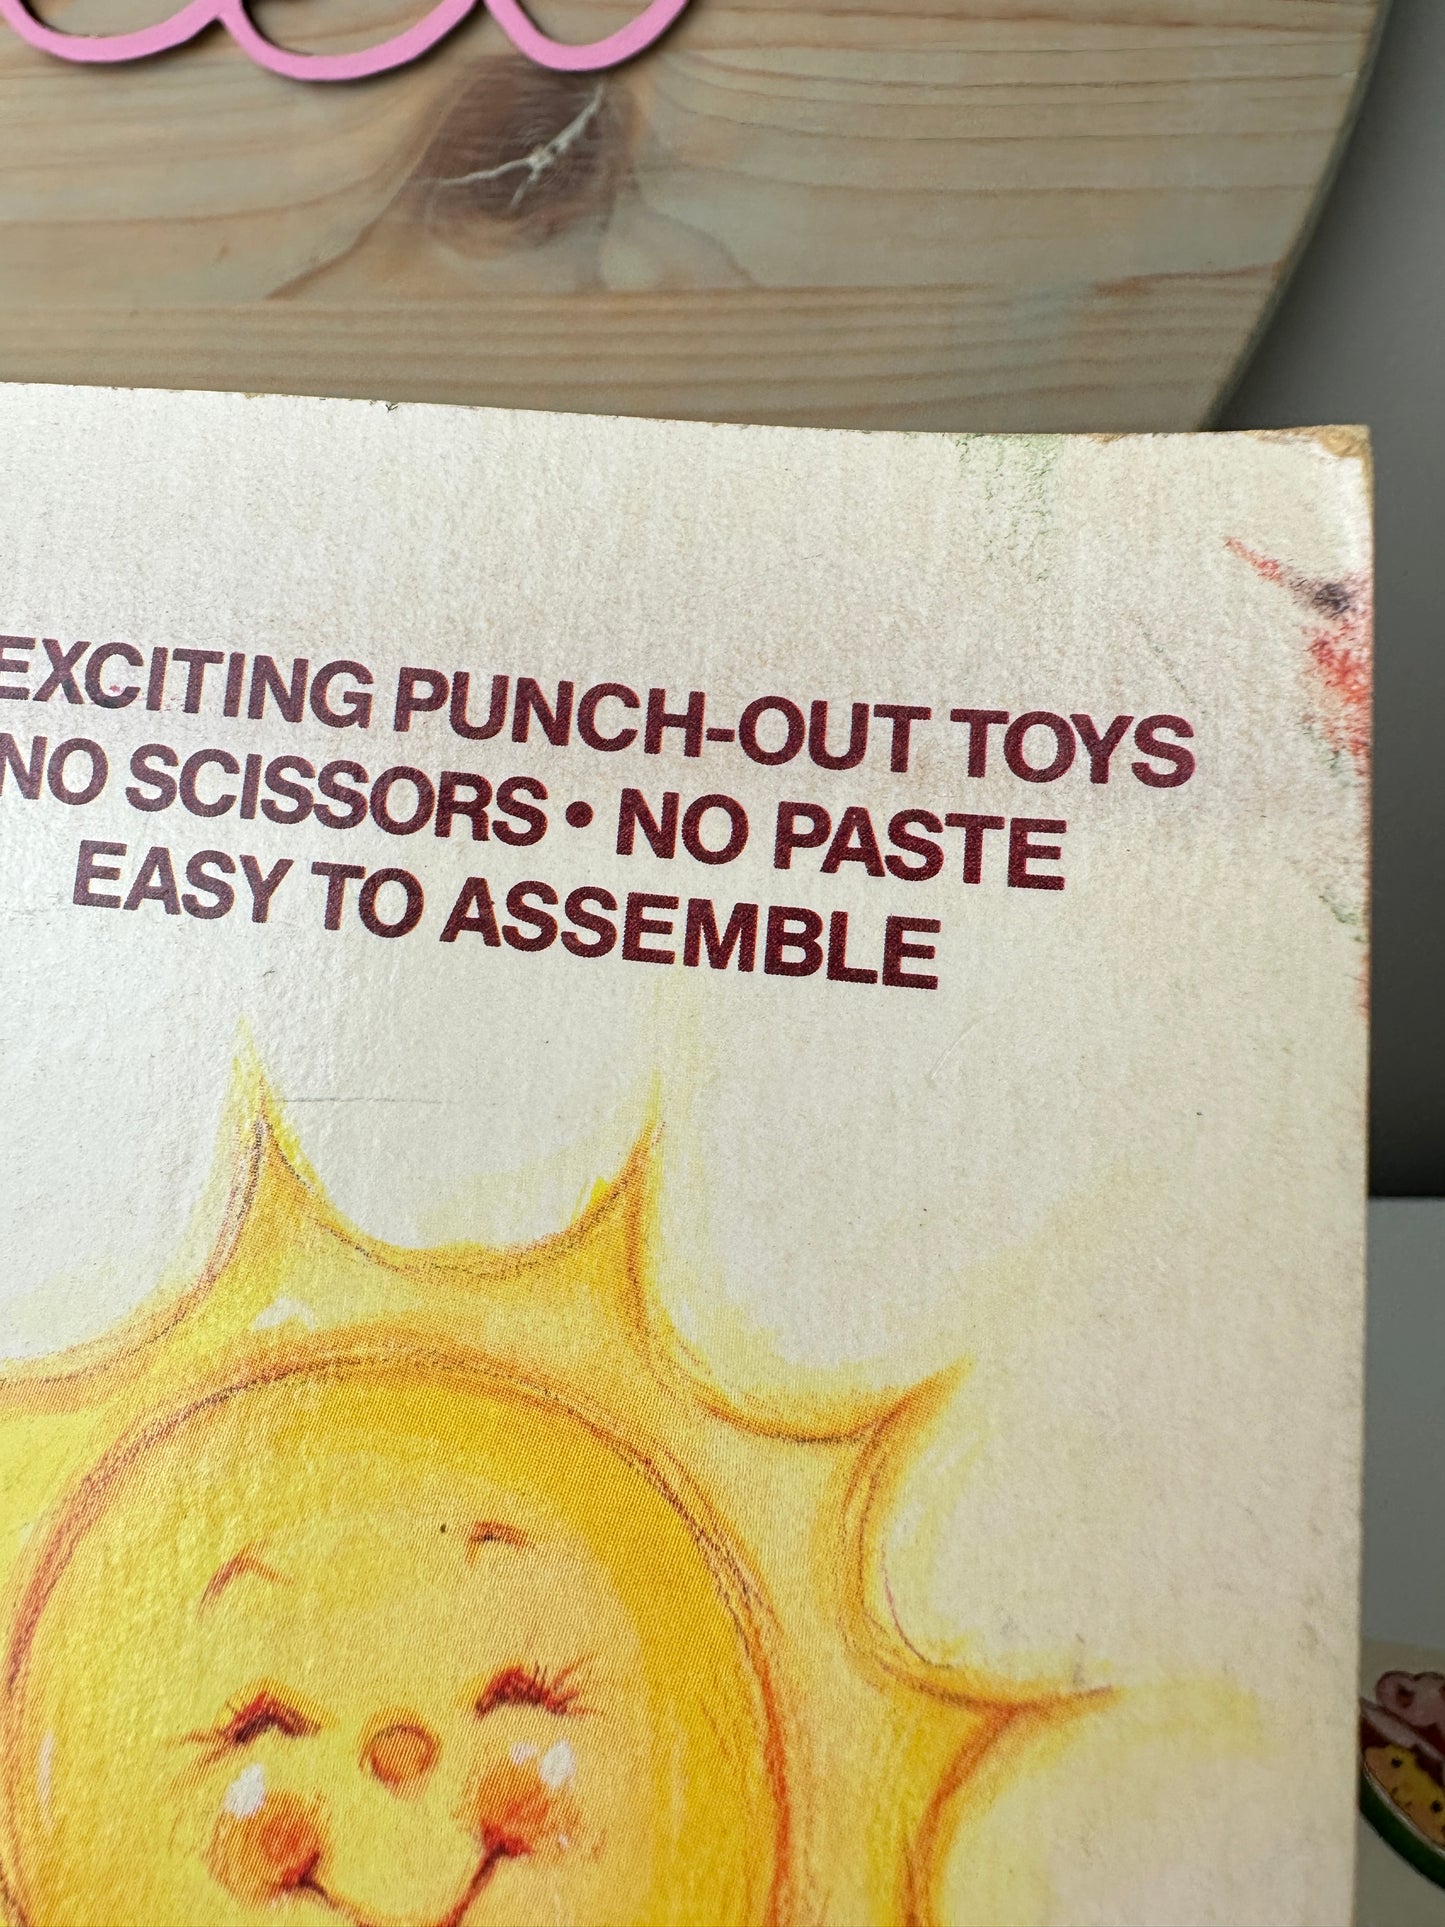 EXCITING PUNCH-OUT TOYS
NO SCISSORS • NO PASTE
EASY TO ASSEMBLE